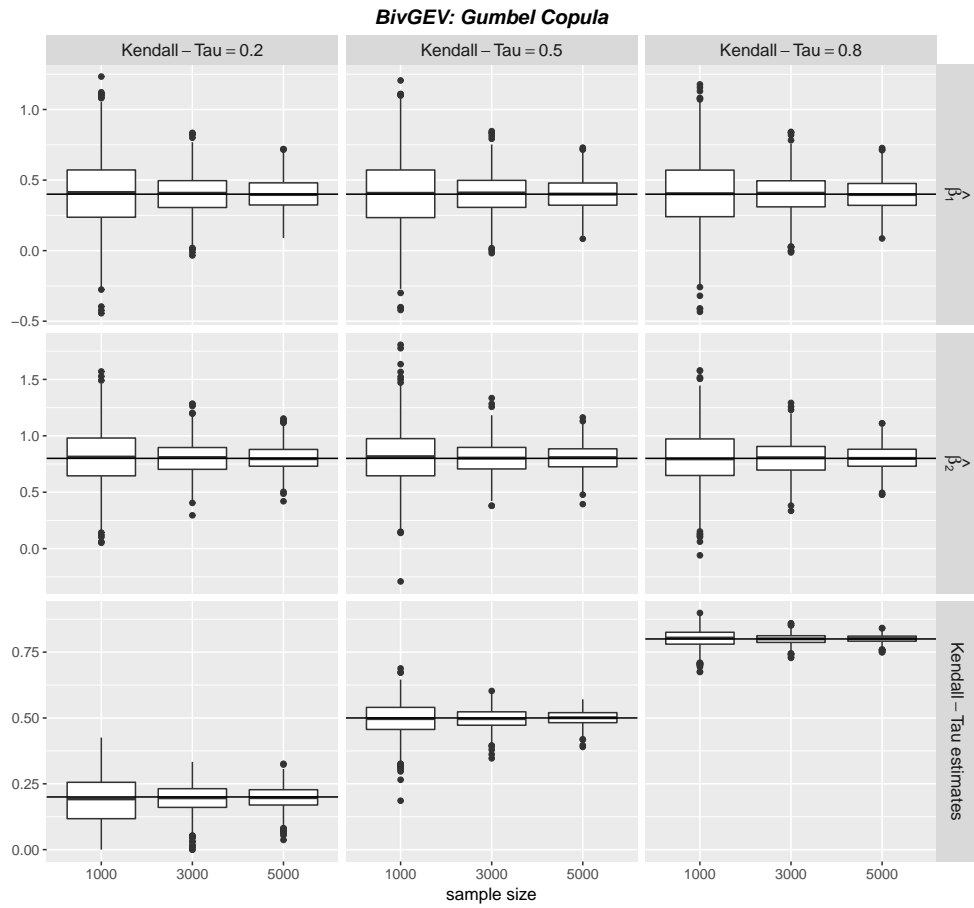 BivGEV: Gumbel Copula
Kendall − Tau = 0.2
Kendall − Tau = 0.5
Kendall − Tau = 0.8
1.0
0.5
0.0
−0.5
β̂₁
1.5
1.0
0.5
0.0
β̂₂
0.75
0.50
0.25
0.00
Kendall − Tau estimates
1000 3000 5000 1000 3000 5000 1000 3000 5000
sample size